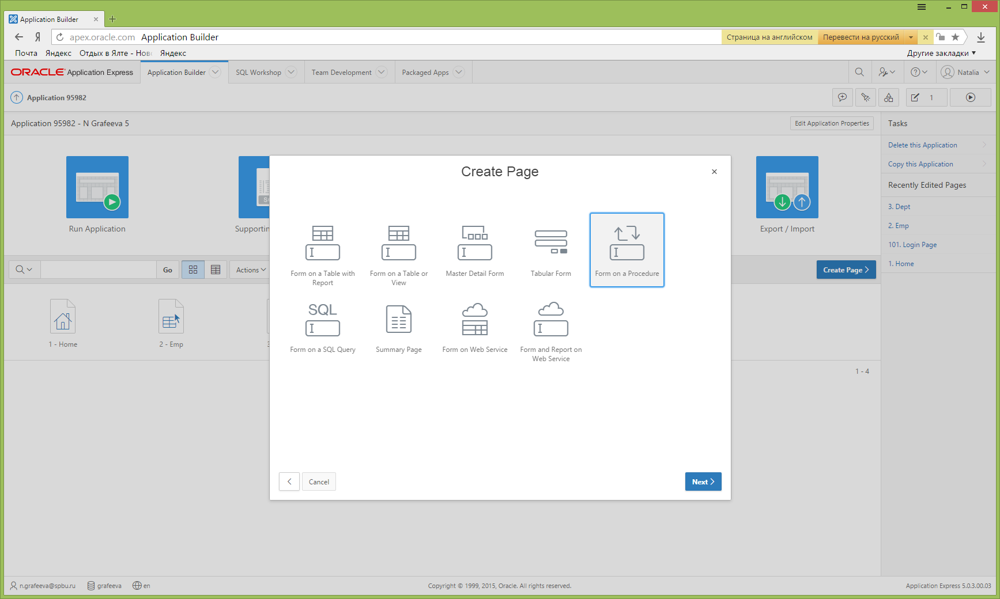 Application Builder
Я
apex.oracle.com Application Builder
Страница на английском Перевести на русский
Почта Яндекс Отдых в Ялте - Нов Яндекс
Другие закладки
ORACLE Application Express Application Builder SQL Workshop Team Development Packaged Apps Natalia
Application 95982
1
Application 95982 - N Grafeeva 5
Edit Application Properties
Tasks
Delete this Application
Copy this Application
Recently Edited Pages
3. Dept
2. Emp
101. Login Page
1. Home
Run Application
Supportin
Export / Import
Go
Actions
Create Page
1 - Home
2 - Emp
1 - 4
Create Page
Form on a Table with
Report
Form on a Table or
View
Master Detail Form
Tabular Form
Form on a Procedure
SQL
Form on a SQL Query
Summary Page
Form on Web Service
Form and Report on
Web Service
Cancel
Next
n.grafeeva@spbu.ru grafeeva en
Copyright © 1999, 2015, Oracle. All rights reserved.
Application Express 5.0.3.00.03